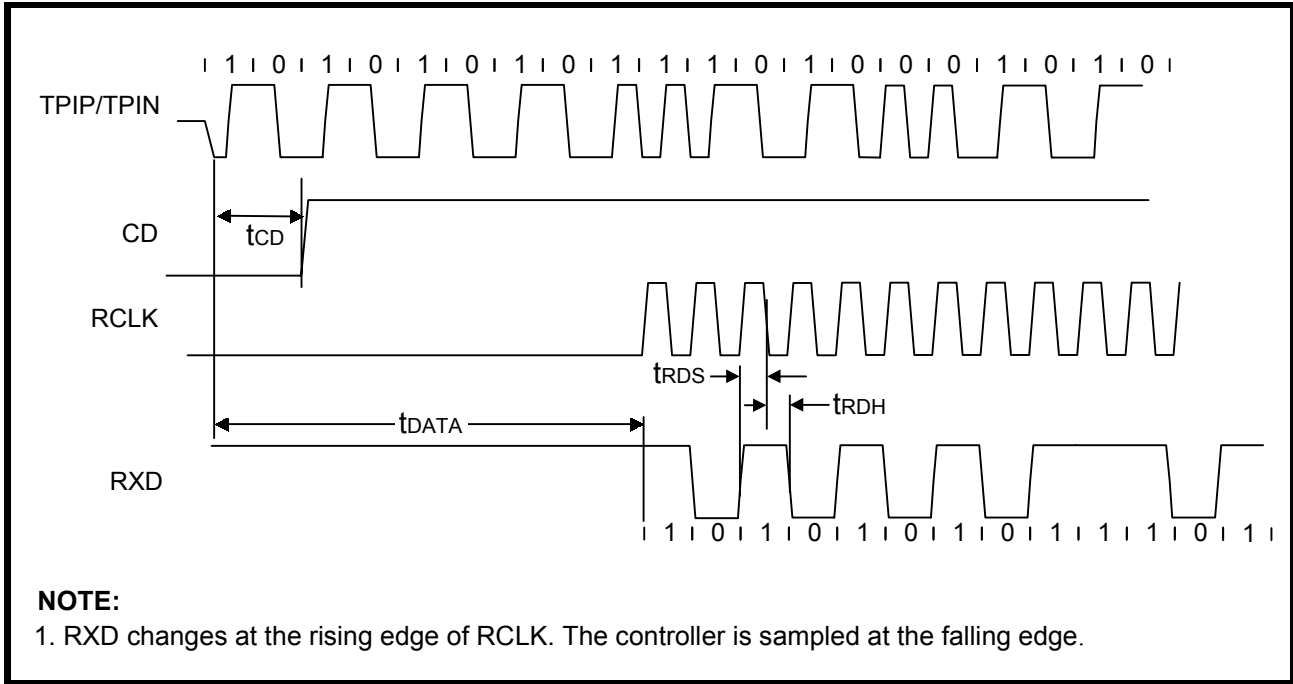 1 0 1 0 1 0 1 0 1 1 1 0 1 0 0 0 1 0 1 0
TPIP/TPIN
CD
tCD
RCLK
tRDS
tRDH
tDATA
RXD
1 0 1 0 1 0 1 0 1 1 1 0 1
NOTE:
1. RXD changes at the rising edge of RCLK. The controller is sampled at the falling edge.